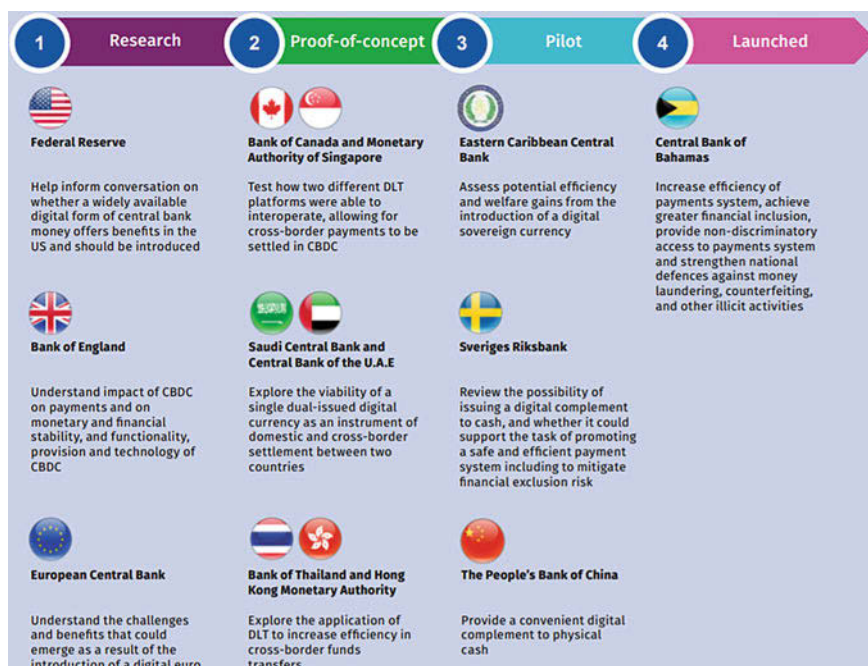 1 Research
2 Proof-of-concept
3 Pilot
4 Launched
Federal Reserve
Help inform conversation on
whether a widely available
digital form of central bank
money offers benefits in the
US and should be introduced
Bank of England
Understand impact of CBDC
on payments and on
monetary and financial
stability, and functionality,
provision and technology of
CBDC
European Central Bank
Understand the challenges
and benefits that could
emerge as a result of the
introduction of a digital euro
Bank of Canada and Monetary
Authority of Singapore
Test how two different DLT
platforms were able to
interoperate, allowing for
cross-border payments to be
settled in CBDC
Saudi Central Bank and
Central Bank of the U.A.E
Explore the viability of a
single dual-issued digital
currency as an instrument of
domestic and cross-border
settlement between two
countries
Bank of Thailand and Hong
Kong Monetary Authority
Explore the application of
DLT to increase efficiency in
cross-border funds
transfers
Eastern Caribbean Central
Bank
Assess potential efficiency
and welfare gains from the
introduction of a digital
sovereign currency
Sveriges Riksbank
Review the possibility of
issuing a digital complement
to cash, and whether it could
support the task of promoting
a safe and efficient payment
system including to mitigate
financial exclusion risk
The People's Bank of China
Provide a convenient digital
complement to physical
cash
Central Bank of
Bahamas
Increase efficiency of
payments system, achieve
greater financial inclusion,
provide non-discriminatory
access to payments system
and strengthen national
defences against money
laundering, counterfeiting,
and other illicit activities